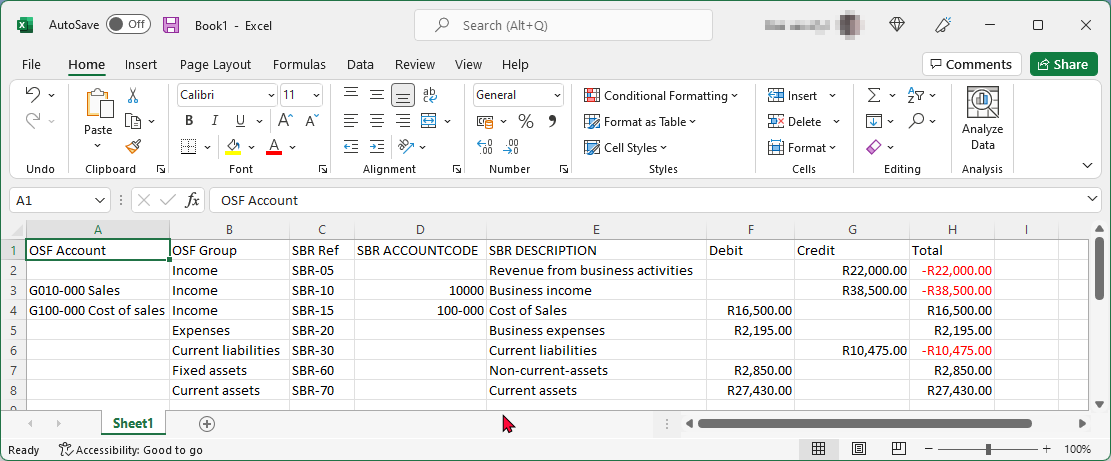 AutoSave Off Book1 - Excel Search (Alt+Q)
File Home Insert Page Layout Formulas Data Review View Help Comments Share
Calibri 11 General Conditional Formatting Insert
Paste B I U A A % Format as Table Delete Analyze Data
A Cell Styles Format
Undo Clipboard Font Alignment Number Styles Cells Editing Analysis
A1 fx OSF Account
A B C D E F G H I
1 OSF Account OSF Group SBR Ref SBR ACCOUNTCODE SBR DESCRIPTION Debit Credit Total
2 Income SBR-05 Revenue from business activities R22,000.00 -R22,000.00
3 G010-000 Sales Income SBR-10 10000 Business income R38,500.00 -R38,500.00
4 G100-000 Cost of sales Income SBR-15 100-000 Cost of Sales R16,500.00 R16,500.00
5 Expenses SBR-20 Business expenses R2,195.00 R2,195.00
6 Current liabilities SBR-30 Current liabilities R10,475.00 -R10,475.00
7 Fixed assets SBR-60 Non-current-assets R2,850.00 R2,850.00
8 Current assets SBR-70 Current assets R27,430.00 R27,430.00
Sheet1
Ready Accessibility: Good to go 100%